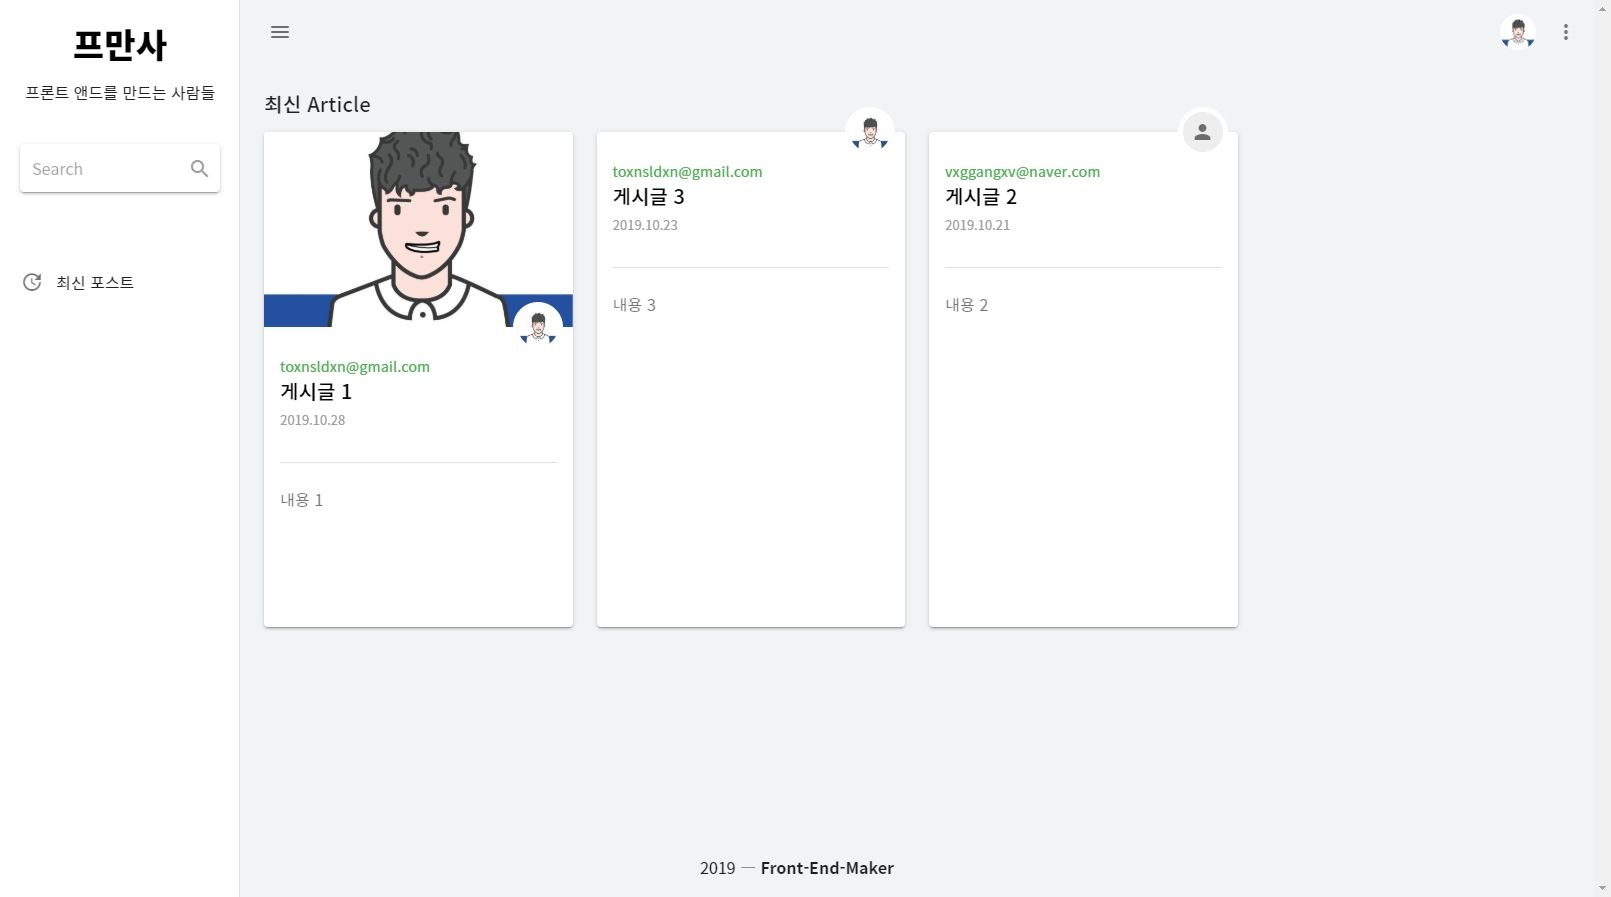 프만사
프론트 앤드를 만드는 사람들
Search
최신 포스트
최신 Article
toxnsldxn@gmail.com
게시글 1
2019.10.28
내용 1
toxnsldxn@gmail.com
게시글 3
2019.10.23
내용 3
vxggangxv@naver.com
게시글 2
2019.10.21
내용 2
2019 — Front-End-Maker